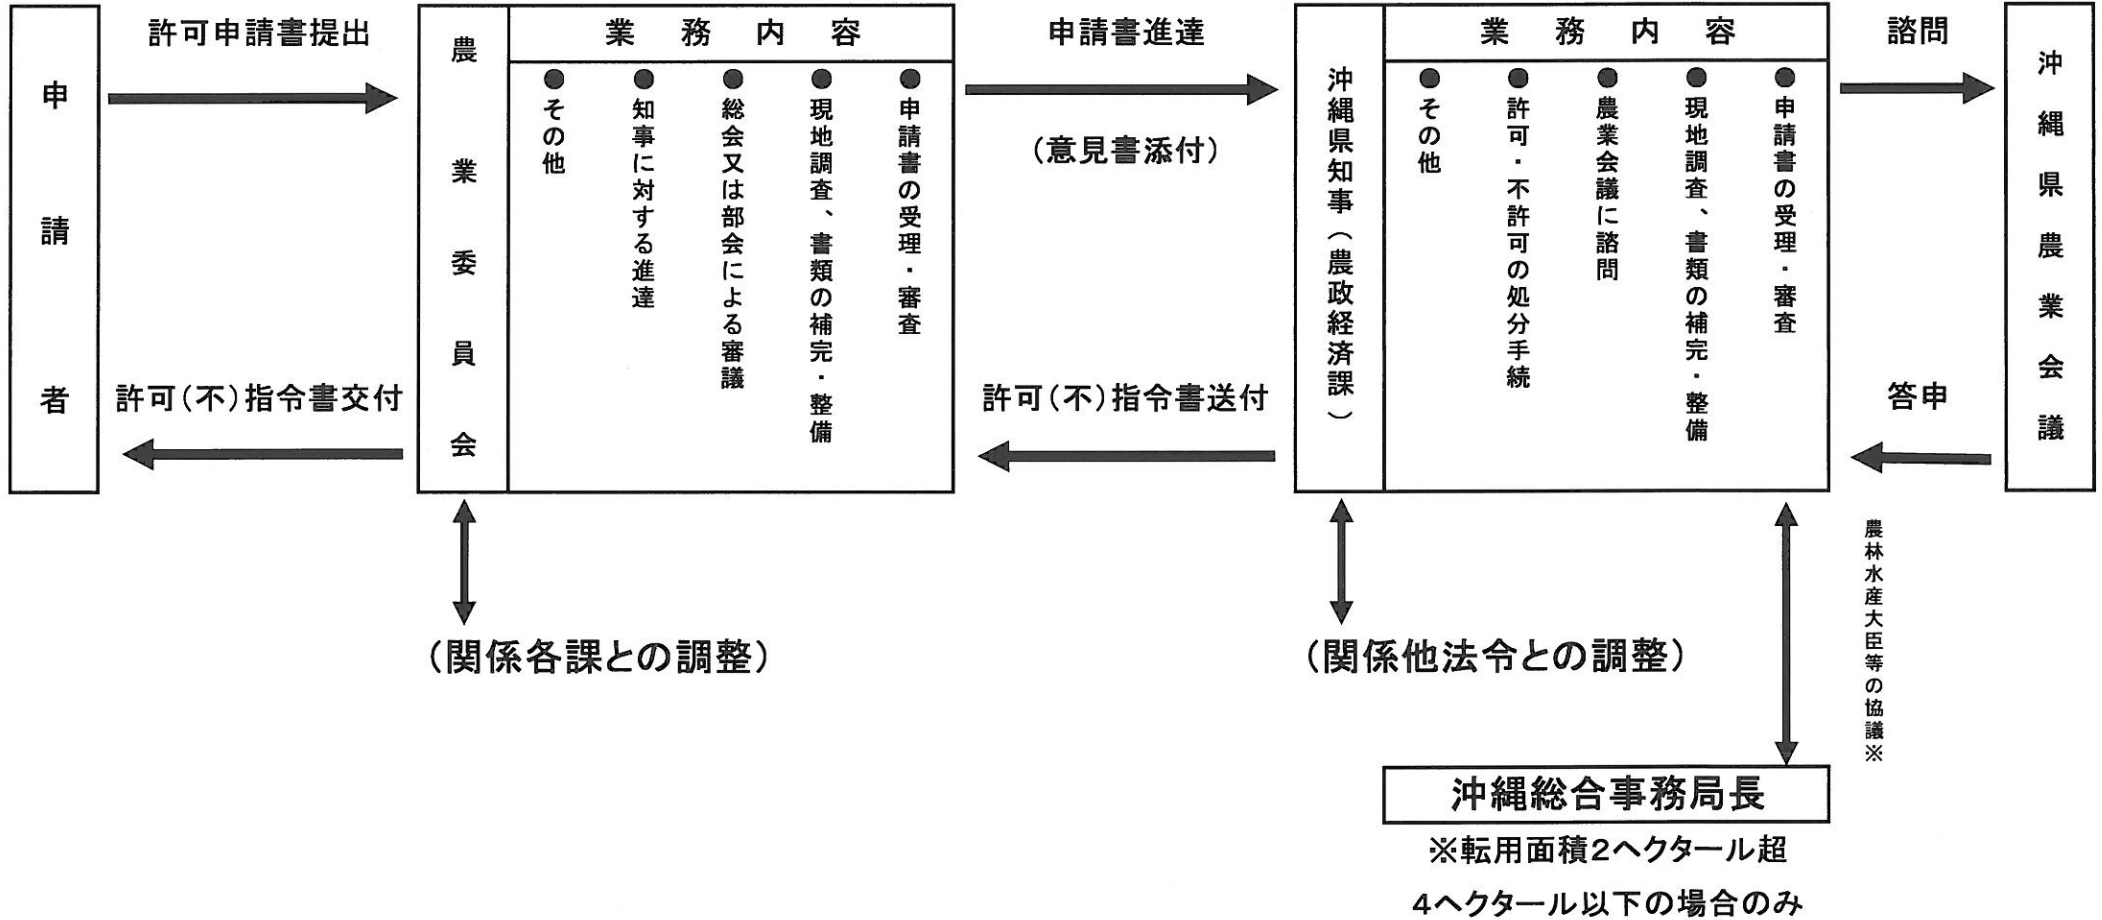 申請者
許可申請書提出
許可(不)指令書交付
農業委員会
業務内容
●申請書の受理・審査
●現地調査、書類の補完・整備
●総会又は部会による審議
●知事に対する進達
●その他
申請書進達
(意見書添付)
許可(不)指令書送付
沖縄県知事(農政経済課)
業務内容
●申請書の受理・審査
●現地調査、書類の補完・整備
●農業会議に諮問
●許可・不許可の処分手続
●その他
諮問
答申
沖縄県農業会議
(関係各課との調整)
(関係他法令との調整)
農林水産大臣等の協議※
沖縄総合事務局長
※転用面積2ヘクタール超
4ヘクタール以下の場合のみ